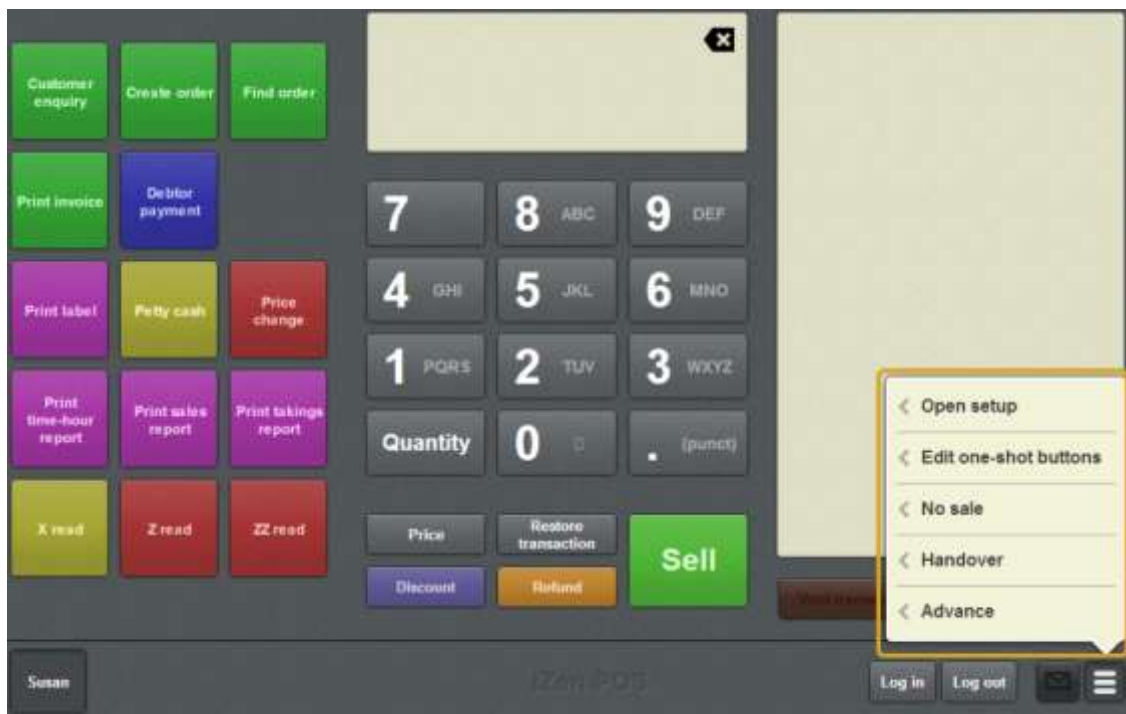 Customer
enquiry
Create order
Find order
Print invoice
Debtor
payment
Print label
Petty cash
Price
change
Print
time-hour
report
Print sales
report
Print takings
report
X read
Z read
ZZ read
7
8 ABC
9 DEF
4 GHI
5 JKL
6 MNO
1 PQRS
2 TUV
3 WXYZ
Quantity
0
. (punct)
Price
Restore
transaction
Sell
Discount
Refund
Open setup
Edit one-shot buttons
No sale
Handover
Advance
Susan
Log in
Log out